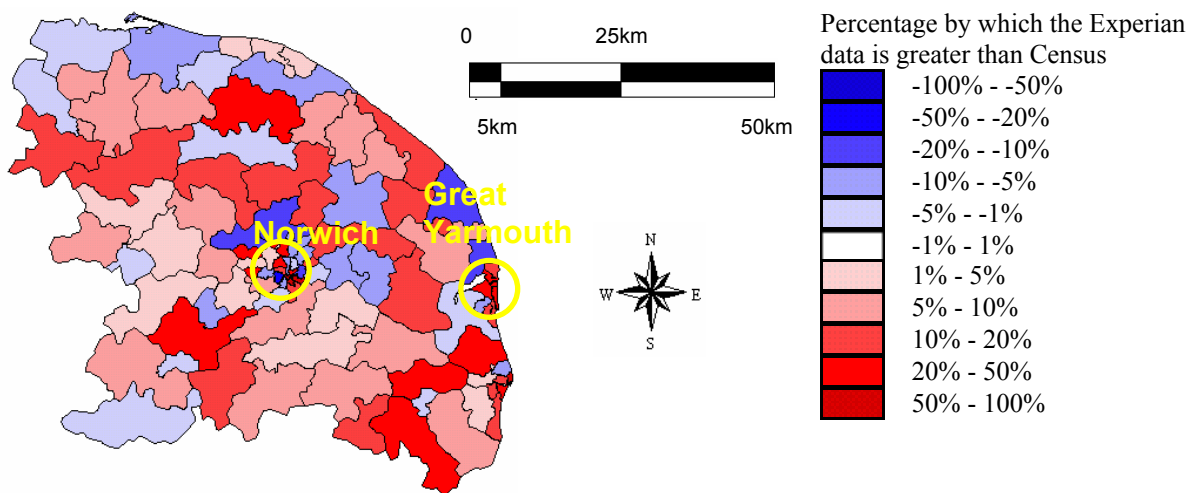 Percentage by which the Experian
data is greater than Census
-100% - -50%
-50% - -20%
-20% - -10%
-10% - -5%
-5% - -1%
-1% - 1%
1% - 5%
5% - 10%
10% - 20%
20% - 50%
50% - 100%
0 25km
5km 50km
Great
Yarmouth
Norwich
N
W E
S